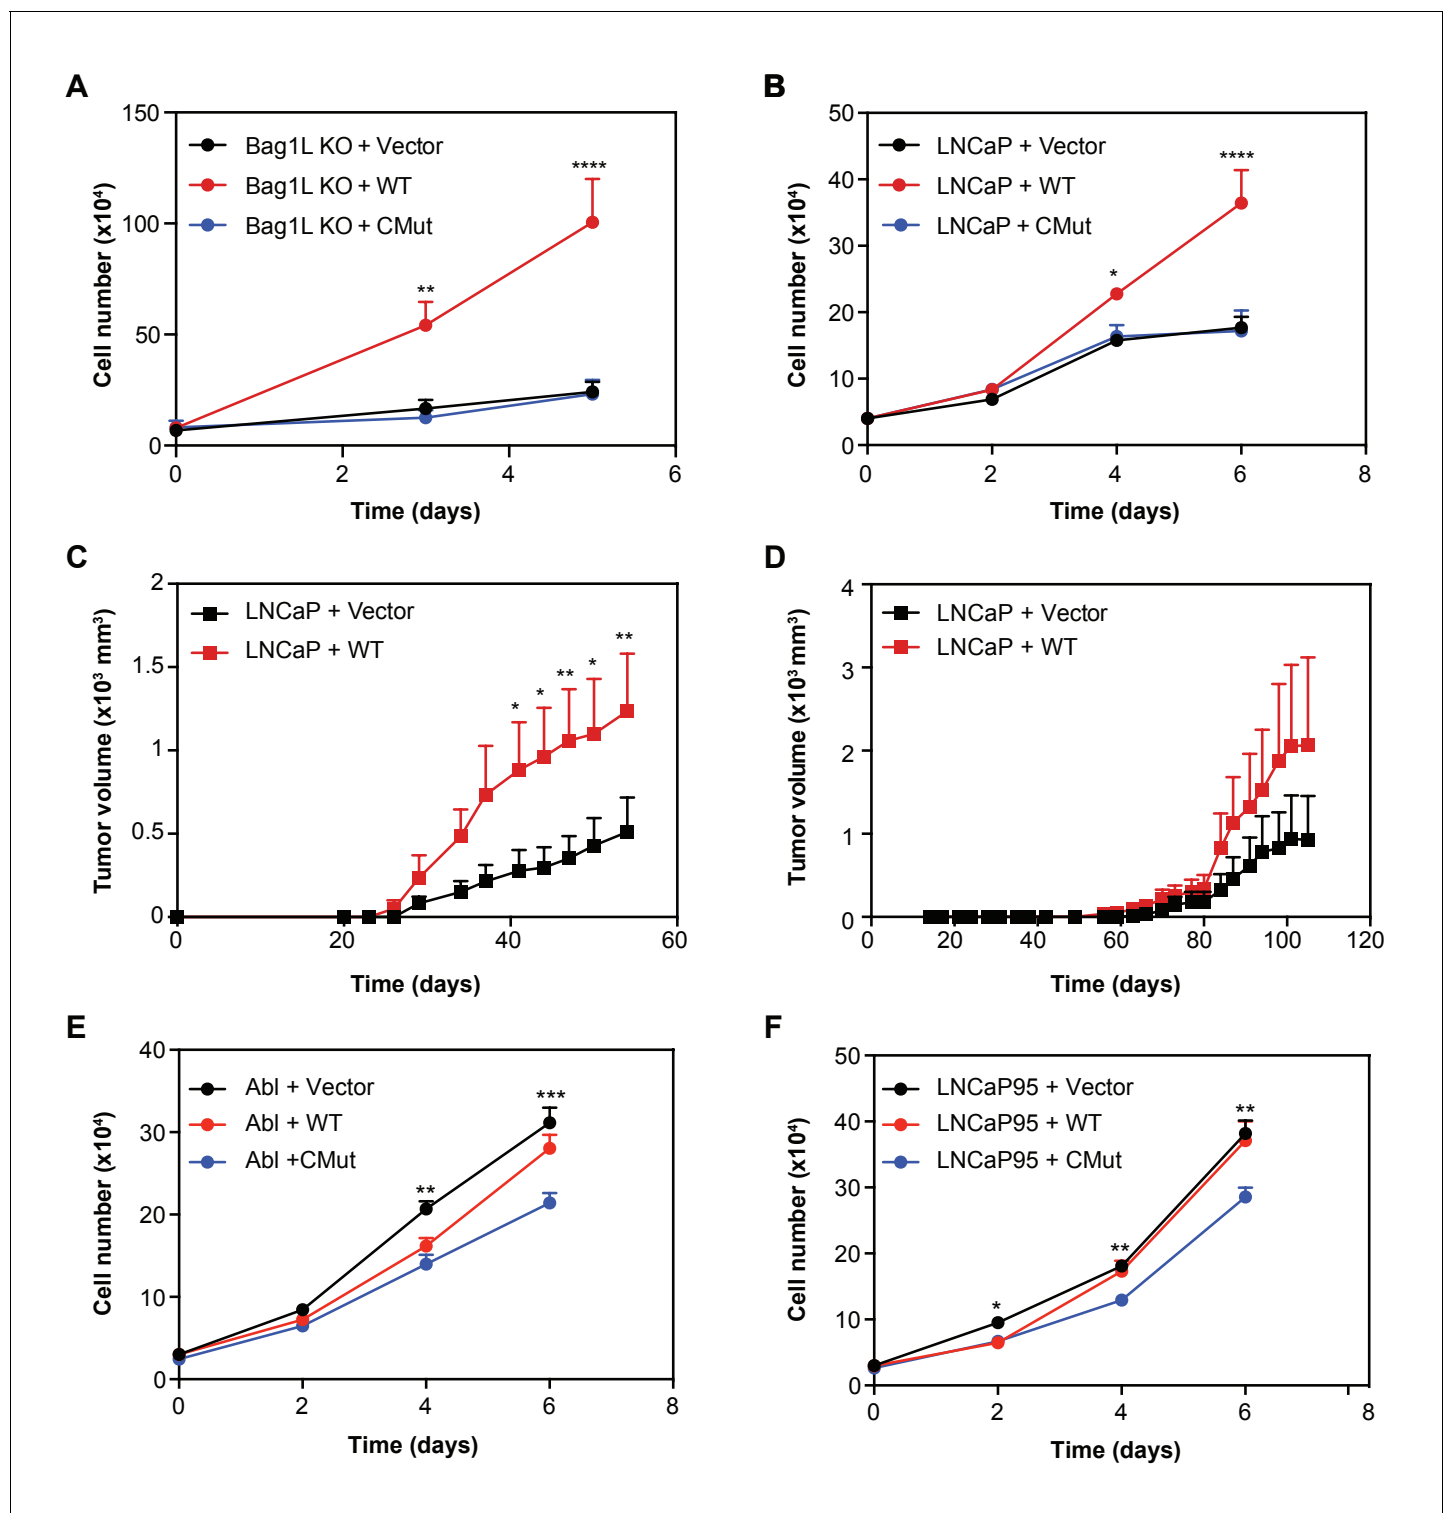 A
150
100
50
0
0 2 4 6
Cell number (x10⁴)
Time (days)
Bag1L KO + Vector
Bag1L KO + WT
Bag1L KO + CMut
**
****
B
50
40
30
20
10
0
0 2 4 6 8
Cell number (x10⁴)
Time (days)
LNCaP + Vector
LNCaP + WT
LNCaP + CMut
*
****
C
2
1.5
1
0.5
0
0 20 40 60
Tumor volume (x10³ mm³)
Time (days)
LNCaP + Vector
LNCaP + WT
* * ** * **
D
4
3
2
1
0
0 20 40 60 80 100 120
Tumor volume (x10³ mm³)
Time (days)
LNCaP + Vector
LNCaP + WT
E
40
30
20
10
0
0 2 4 6 8
Cell number (x10⁴)
Time (days)
Abl + Vector
Abl + WT
Abl +CMut
**
***
F
50
40
30
20
10
0
0 2 4 6 8
Cell number (x10⁴)
Time (days)
LNCaP95 + Vector
LNCaP95 + WT
LNCaP95 + CMut
*
**
**